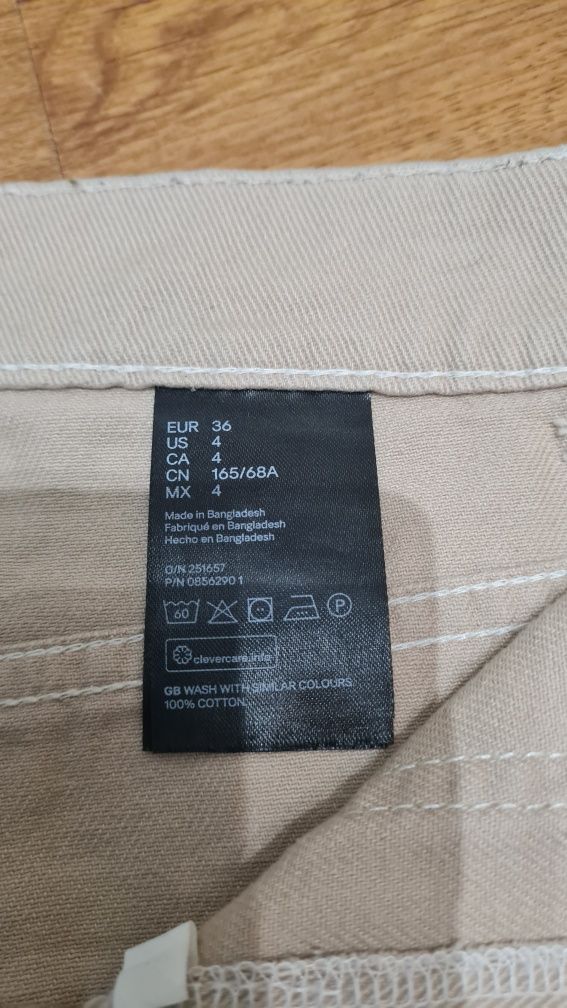 EUR 36
US 4
CA 4
CN 165/68A
MX 4
Made in Bangladesh
Fabriqué en Bangladesh
Hecho en Bangladesh
O/N 251657
P/N 0856290 1
60 P
clevercare.info
GB WASH WITH SIMILAR COLOURS
100% COTTON